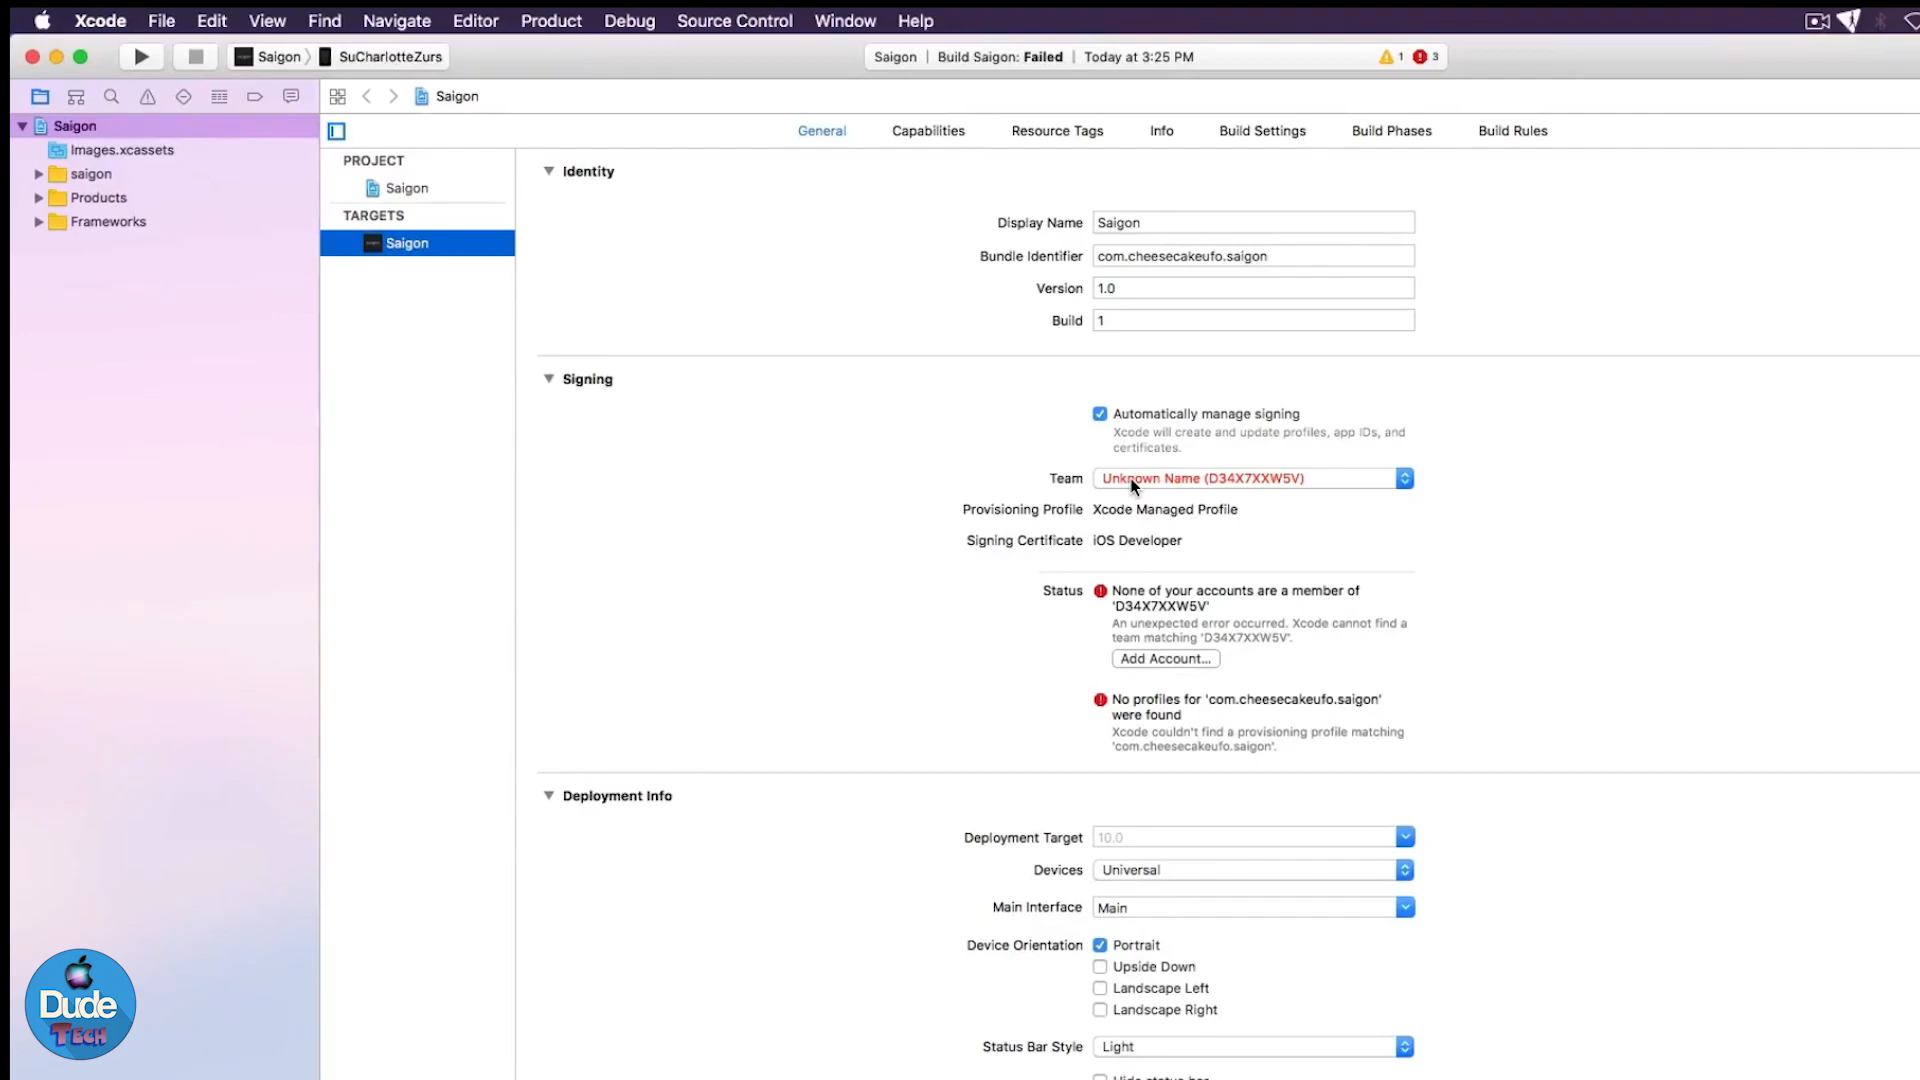 Xcode File Edit View Find Navigate Editor Product Debug Source Control Window Help
Saigon SuCharlotteZurs
Saigon | Build Saigon: Failed | Today at 3:25 PM 1 3
Saigon
Saigon
General Capabilities Resource Tags Info Build Settings Build Phases Build Rules
Images.xcassets
saigon
Products
Frameworks
PROJECT
Saigon
TARGETS
Saigon
Identity
Display Name Saigon
Bundle Identifier com.cheesecakeufo.saigon
Version 1.0
Build 1
Signing
Automatically manage signing
Xcode will create and update profiles, app IDs, and
certificates.
Team Unknown Name (D34X7XXW5V)
Provisioning Profile Xcode Managed Profile
Signing Certificate iOS Developer
Status None of your accounts are a member of
'D34X7XXW5V'
An unexpected error occurred. Xcode cannot find a
team matching 'D34X7XXW5V'.
Add Account...
No profiles for 'com.cheesecakeufo.saigon'
were found
Xcode couldn't find a provisioning profile matching
'com.cheesecakeufo.saigon'.
Deployment Info
Deployment Target 10.0
Devices Universal
Main Interface Main
Device Orientation Portrait
Upside Down
Landscape Left
Landscape Right
Status Bar Style Light
Dude
TECH